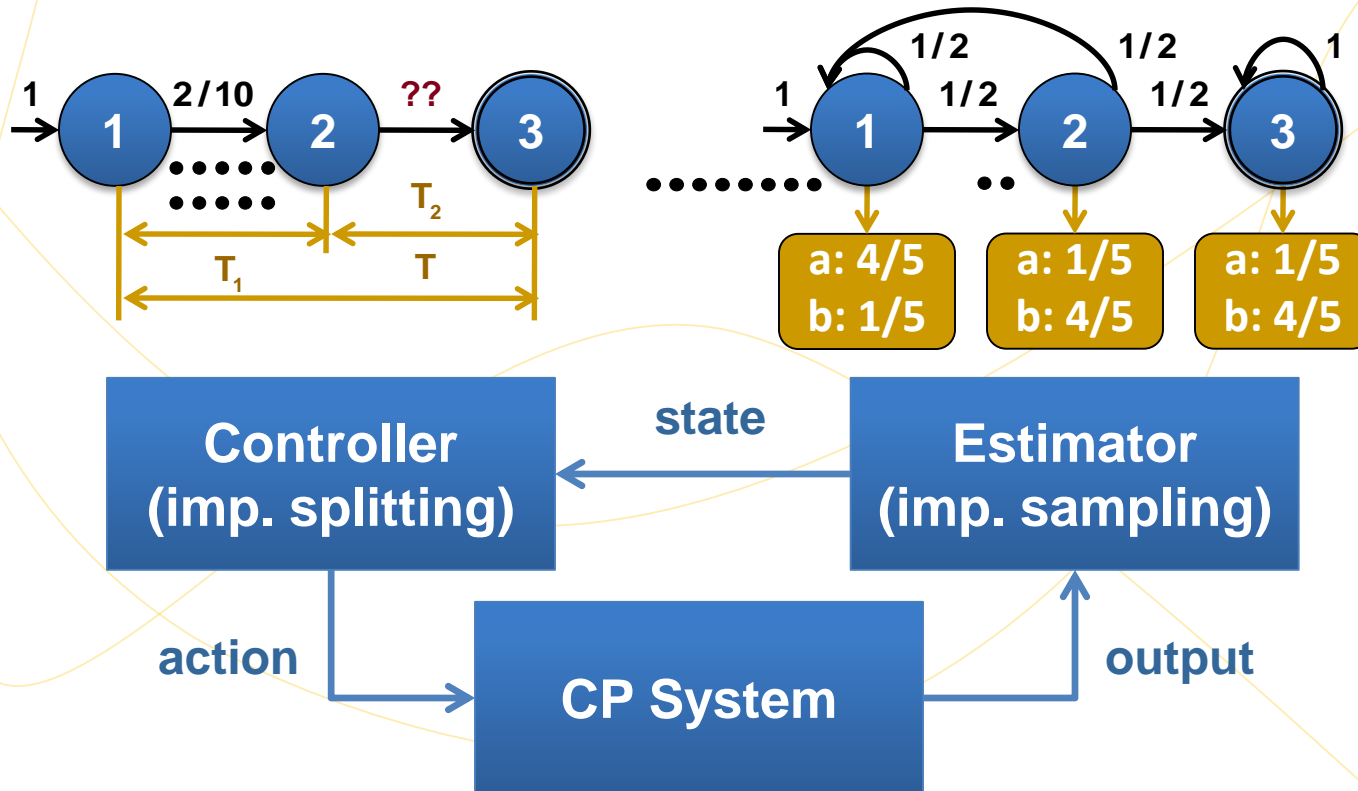 1
1
2/10
2
??
3
T₂
T₁
T
1
1
1/2
1/2
2
1/2
1/2
3
1
a: 4/5
b: 1/5
a: 1/5
b: 4/5
a: 1/5
b: 4/5
Controller
(imp. splitting)
state
Estimator
(imp. sampling)
action
CP System
output